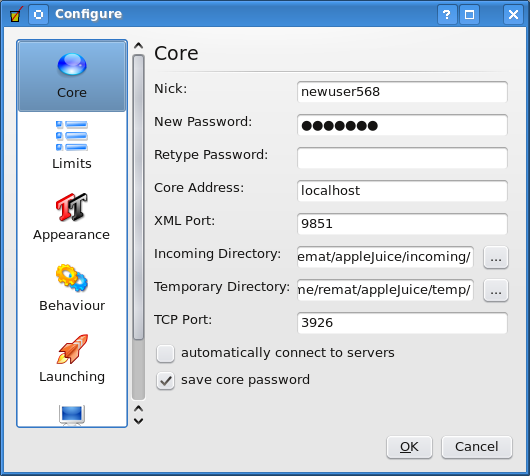 Configure
Core
Core
Limits
Appearance
Behaviour
Launching
Nick: newuser568
New Password: ●●●●●●●
Retype Password:
Core Address: localhost
XML Port: 9851
Incoming Directory: emat/appleJuice/incoming/ ...
Temporary Directory: me/remat/appleJuice/temp/ ...
TCP Port: 3926
automatically connect to servers
save core password
OK Cancel